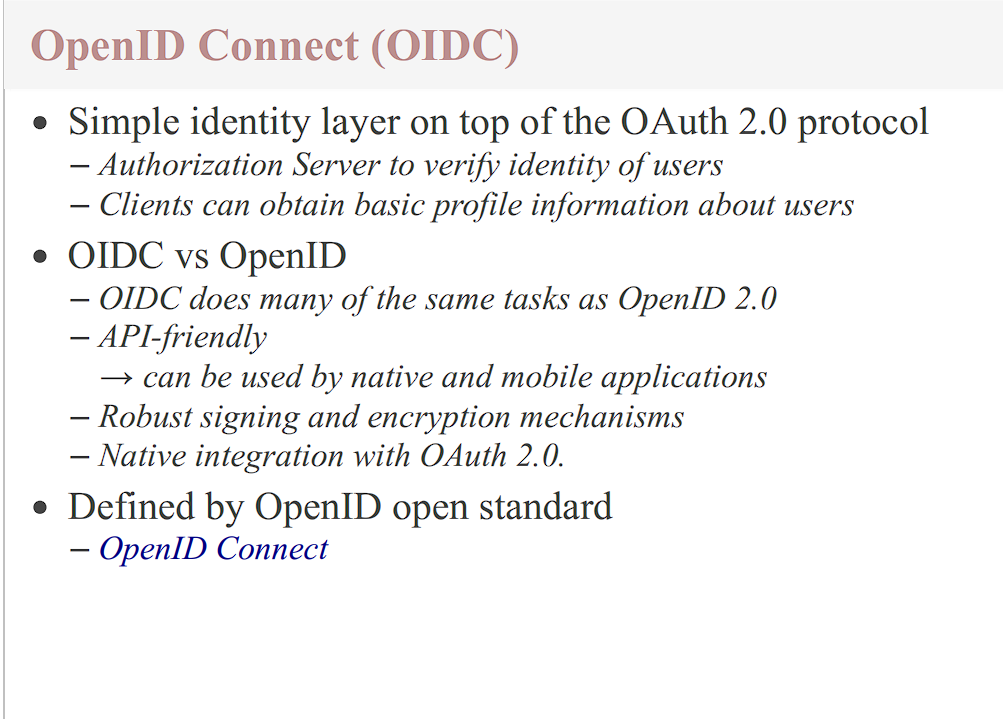 OpenID Connect (OIDC)
• Simple identity layer on top of the OAuth 2.0 protocol
– Authorization Server to verify identity of users
– Clients can obtain basic profile information about users
• OIDC vs OpenID
– OIDC does many of the same tasks as OpenID 2.0
– API-friendly
→ can be used by native and mobile applications
– Robust signing and encryption mechanisms
– Native integration with OAuth 2.0.
• Defined by OpenID open standard
– OpenID Connect